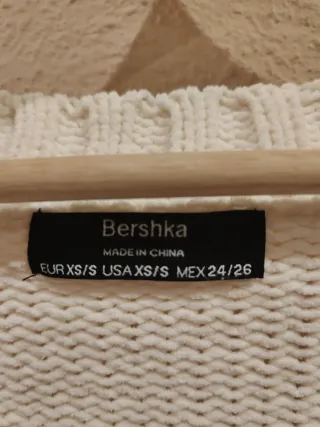 Bershka
MADE IN CHINA
EUR XS/S USA XS/S MEX 24/26